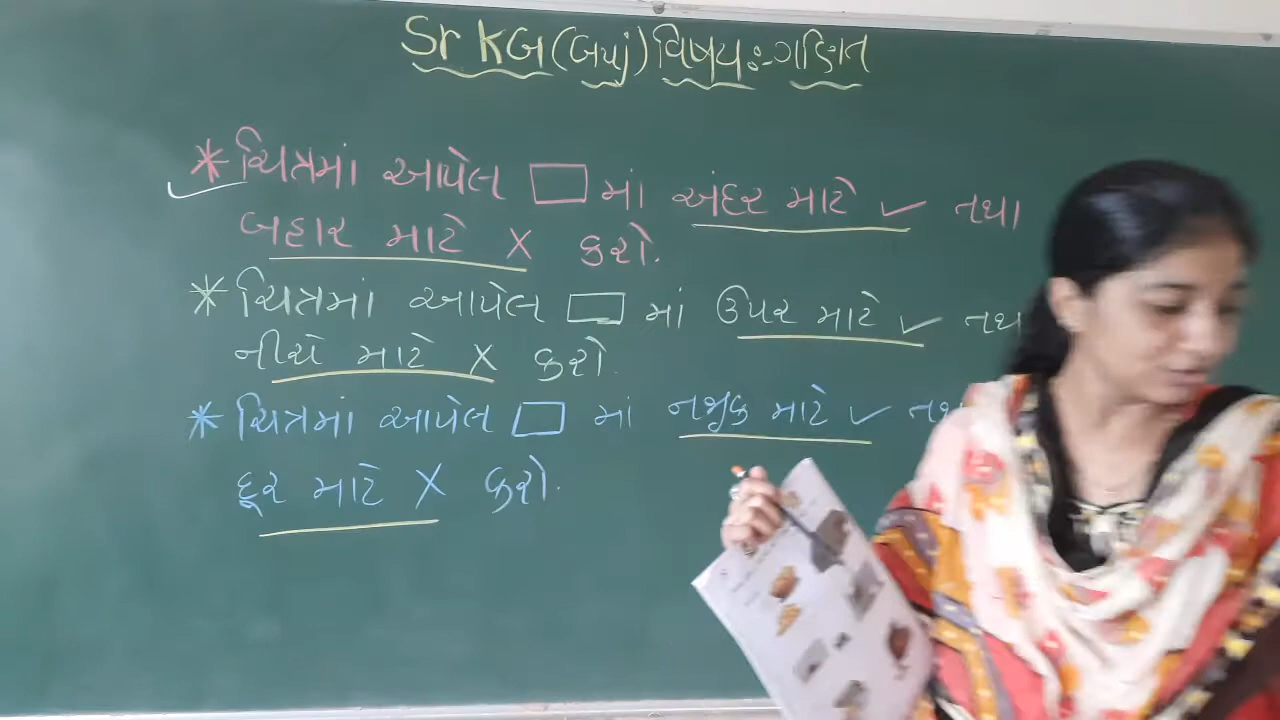 Sr KG (ગુજ) વિષય:- ગણિત
* ચિત્રમાં આપેલ □ માં અંદર માટે ✓ તથા
બહાર માટે X કરો.
* ચિત્રમાં આપેલ □ માં ઉપર માટે ✓ તથ
નીચે માટે X કરો.
* ચિત્રમાં આપેલ □ માં નજીક માટે ✓
દૂર માટે X કરો.